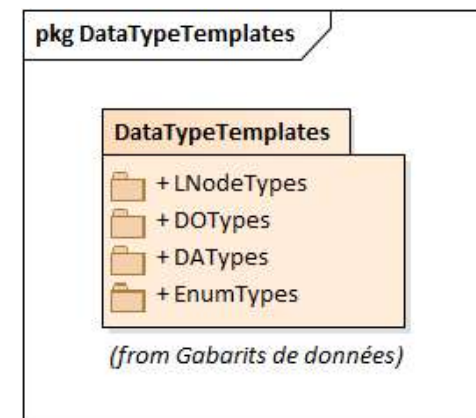 pkg DataTypeTemplates
DataTypeTemplates
+ LNodeTypes
+ DOTypes
+ DATypes
+ EnumTypes
(from Gabarits de données)